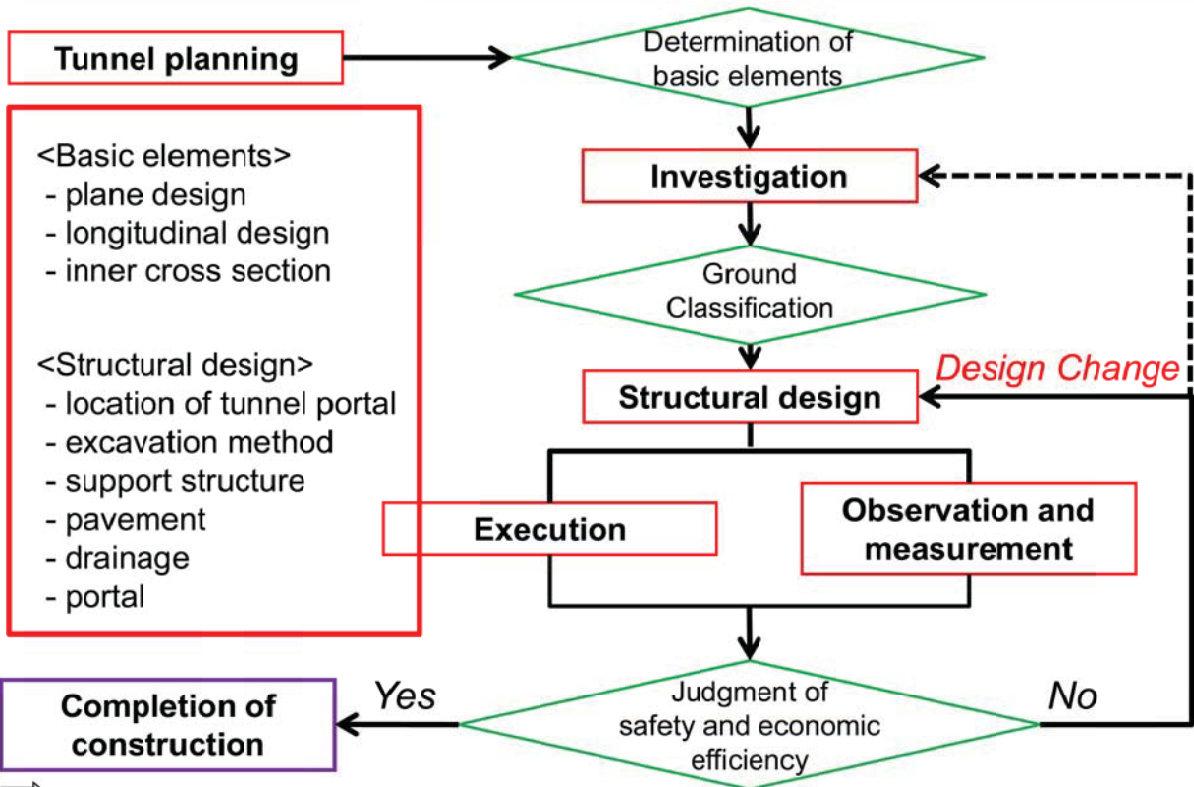 Tunnel planning
Determination of
basic elements
<Basic elements>
- plane design
- longitudinal design
- inner cross section
<Structural design>
- location of tunnel portal
- excavation method
- support structure
- pavement
- drainage
- portal
Investigation
Ground
Classification
Design Change
Structural design
Execution
Observation and
measurement
Judgment of
safety and economic
efficiency
Yes
No
Completion of
construction